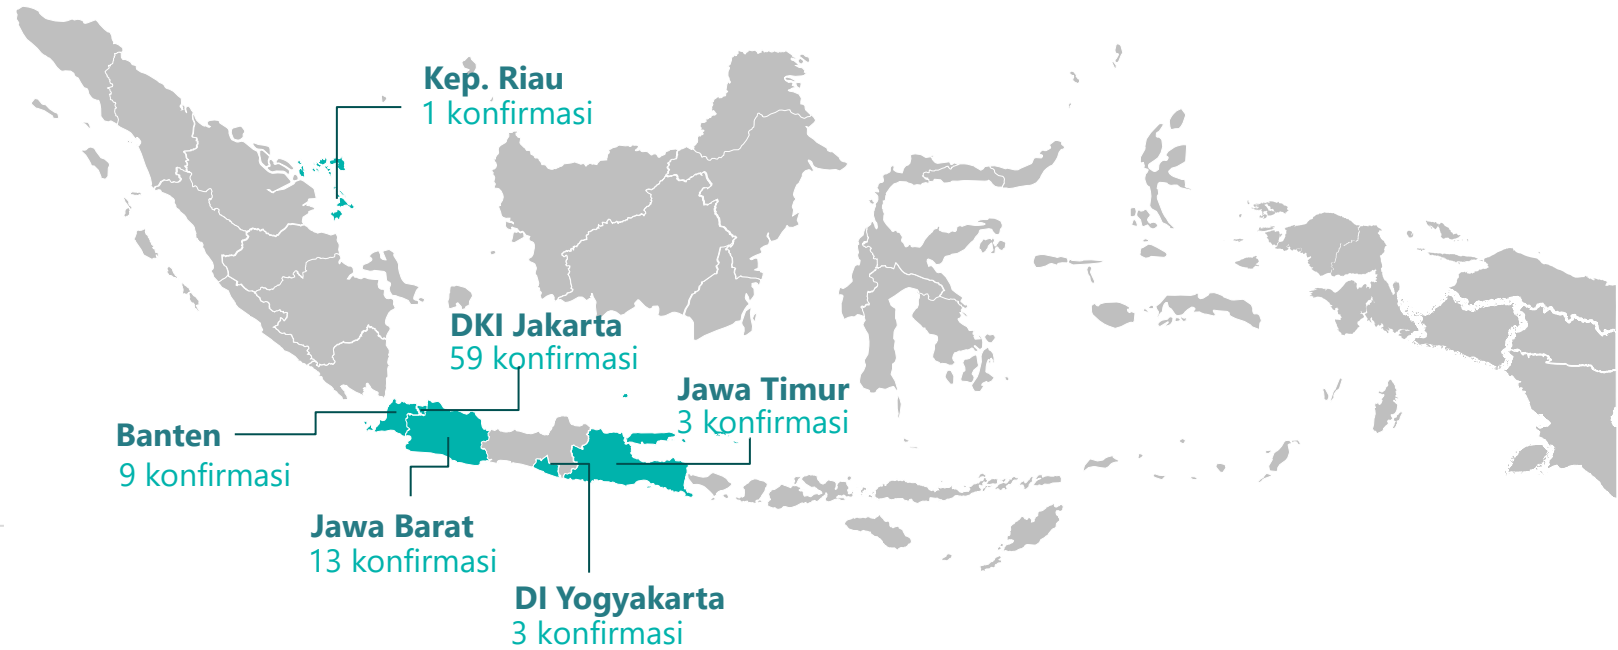 Kep. Riau
1 konfirmasi
DKI Jakarta
59 konfirmasi
Jawa Timur
3 konfirmasi
Banten
9 konfirmasi
Jawa Barat
13 konfirmasi
DI Yogyakarta
3 konfirmasi